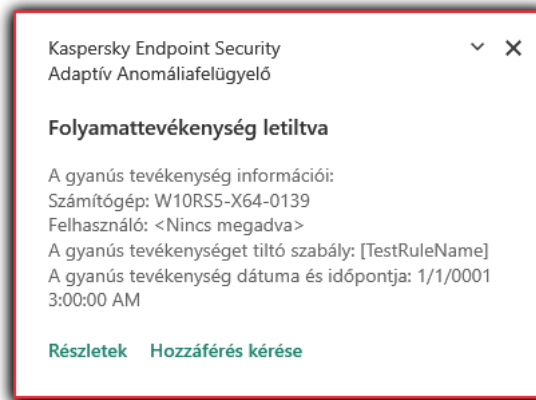 Kaspersky Endpoint Security
Adaptív Anomáliafelügyelő
Folyamattevékenység letiltva
A gyanús tevékenység információi:
Számítógép: W10RS5-X64-0139
Felhasználó: <Nincs megadva>
A gyanús tevékenységet tiltó szabály: [TestRuleName]
A gyanús tevékenység dátuma és időpontja: 1/1/0001
3:00:00 AM
Részletek Hozzáférés kérése